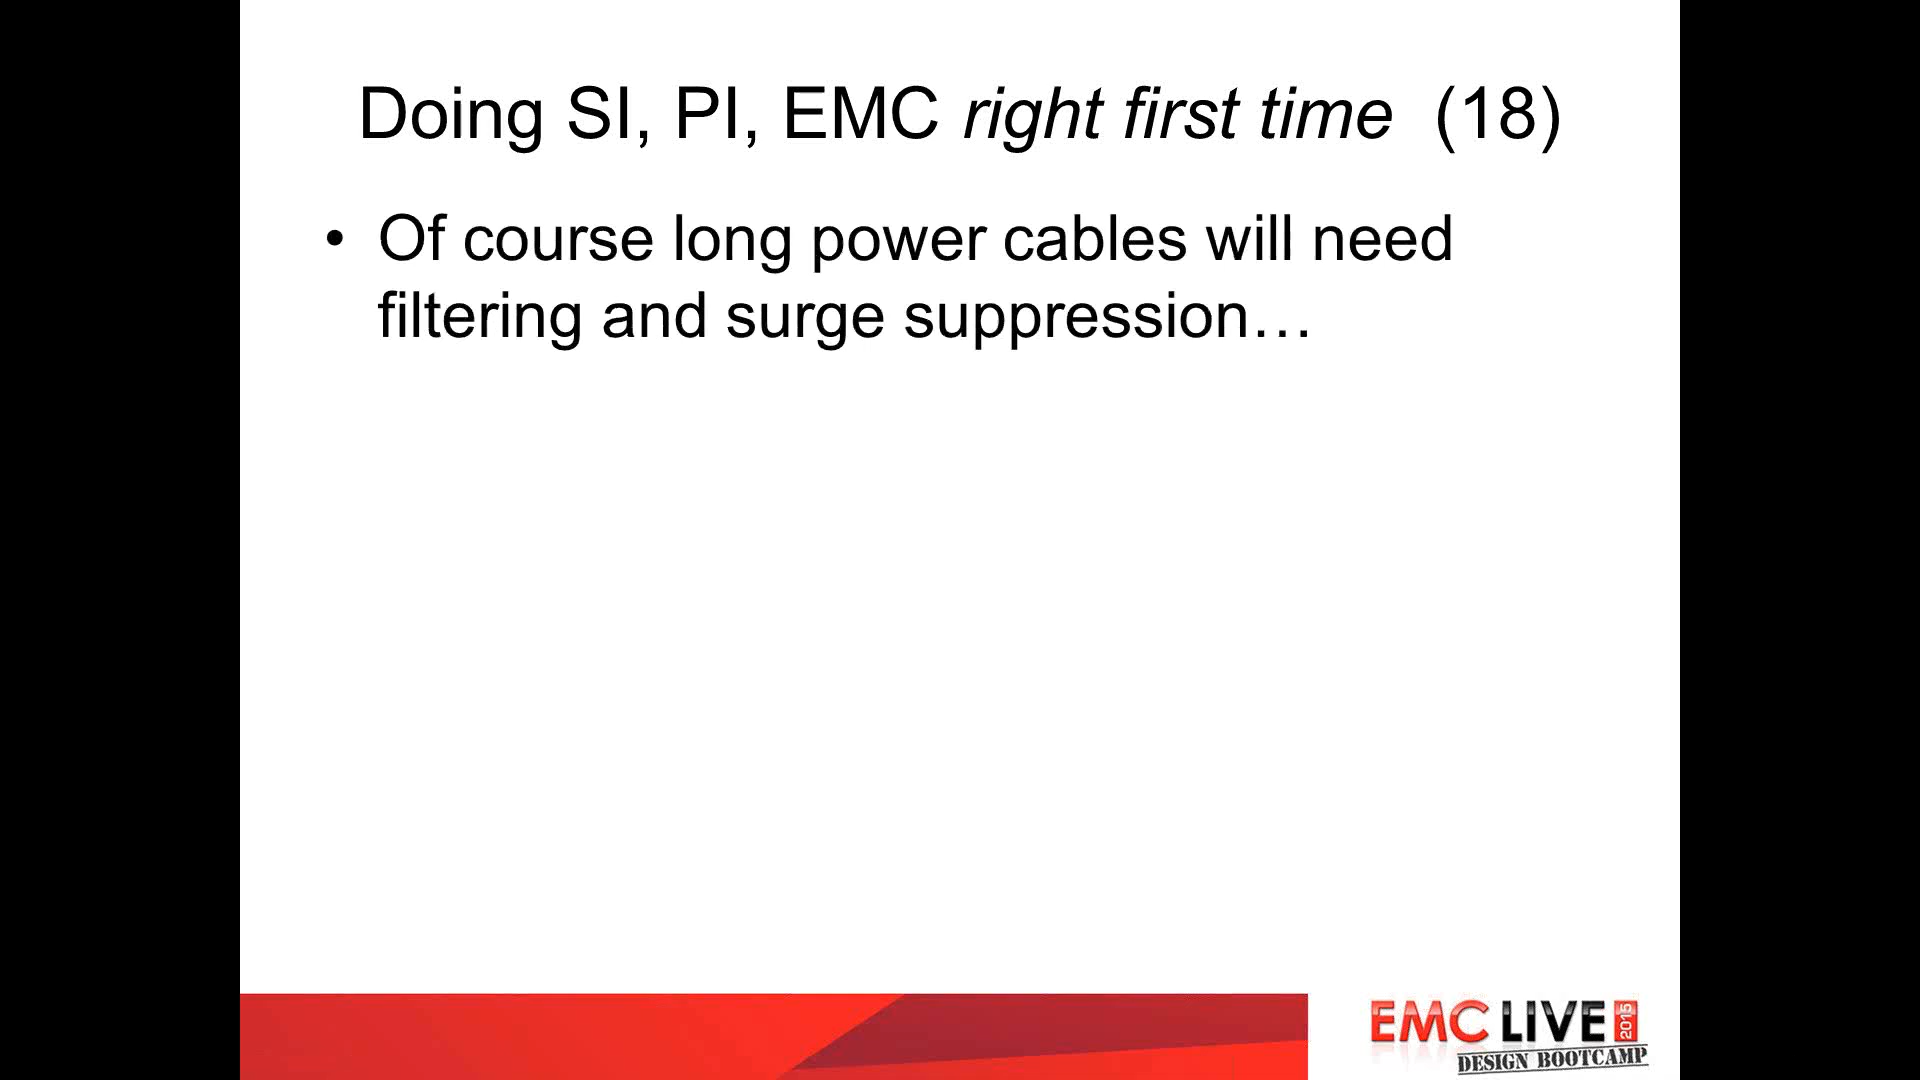 Doing SI, PI, EMC right first time (18)
• Of course long power cables will need
filtering and surge suppression…
EMC LIVE 2015
DESIGN BOOTCAMP